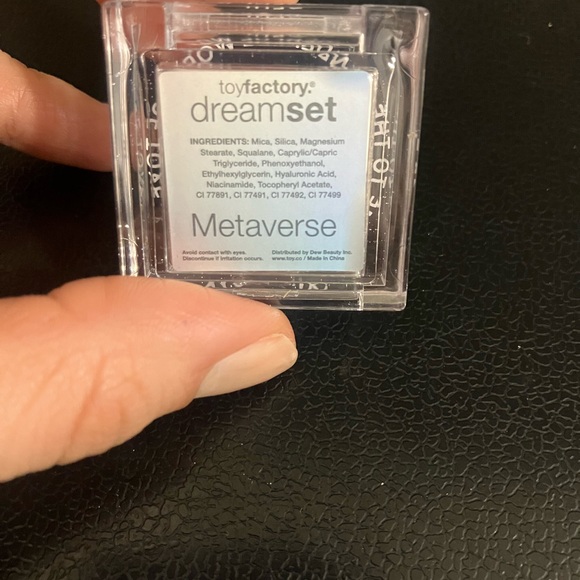 toyfactory.®
dreamset
INGREDIENTS: Mica, Silica, Magnesium
Stearate, Squalane, Caprylic/Capric
Triglyceride, Phenoxyethanol,
Ethylhexylglycerin, Hyaluronic Acid,
Niacinamide, Tocopheryl Acetate,
CI 77891, CI 77491, CI 77492, CI 77499
Metaverse
Avoid contact with eyes.
Discontinue if irritation occurs.
Distributed by Dew Beauty Inc.
www.toy.co / Made in China